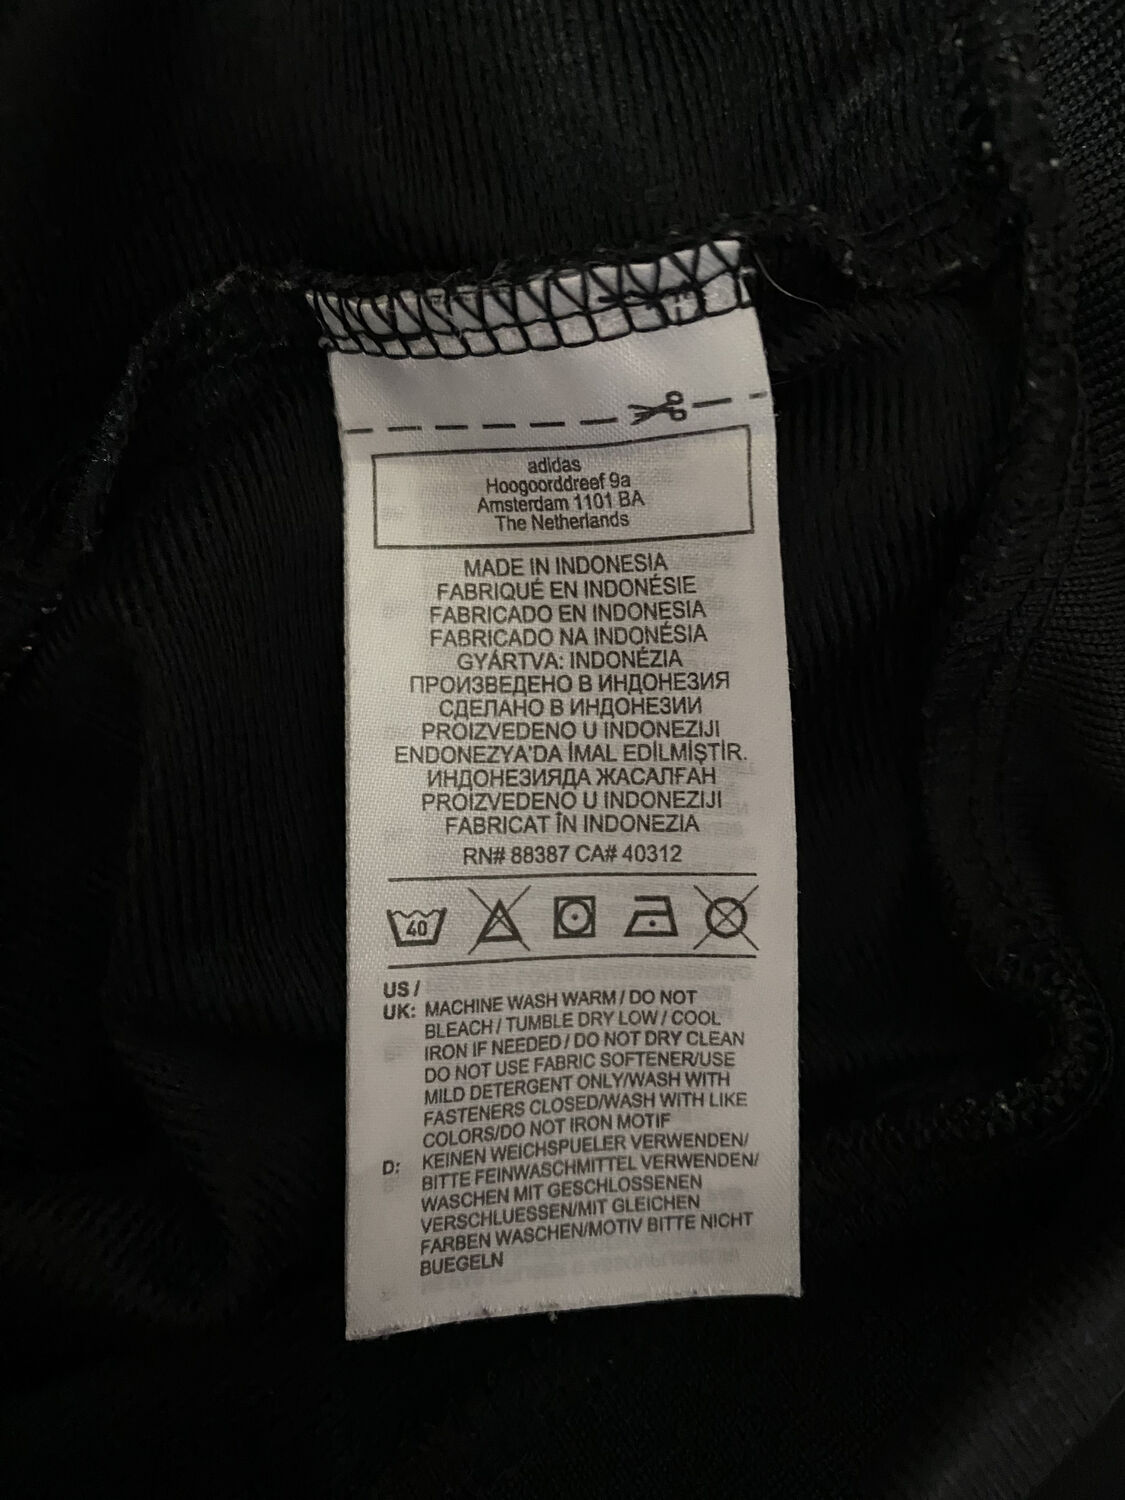 adidas
Hoogoorddreef 9a
Amsterdam 1101 BA
The Netherlands
MADE IN INDONESIA
FABRIQUÉ EN INDONÉSIE
FABRICADO EN INDONESIA
FABRICADO NA INDONÉSIA
GYÁRTVA: INDONÉZIA
ПРОИЗВЕДЕНО В ИНДОНЕЗИЯ
СДЕЛАНО В ИНДОНЕЗИИ
PROIZVEDENO U INDONEZIJI
ENDONEZYA'DA İMAL EDİLMİŞTİR.
ИНДОНЕЗИЯДА ЖАСАЛҒАН
PROIZVEDENO U INDONEZIJI
FABRICAT ÎN INDONEZIA
RN# 88387 CA# 40312
40
US /
UK: MACHINE WASH WARM / DO NOT
BLEACH / TUMBLE DRY LOW / COOL
IRON IF NEEDED / DO NOT DRY CLEAN
DO NOT USE FABRIC SOFTENER/USE
MILD DETERGENT ONLY/WASH WITH
FASTENERS CLOSED/WASH WITH LIKE
COLORS/DO NOT IRON MOTIF
D: KEINEN WEICHSPUELER VERWENDEN/
BITTE FEINWASCHMITTEL VERWENDEN/
WASCHEN MIT GESCHLOSSENEN
VERSCHLUESSEN/MIT GLEICHEN
FARBEN WASCHEN/MOTIV BITTE NICHT
BUEGELN